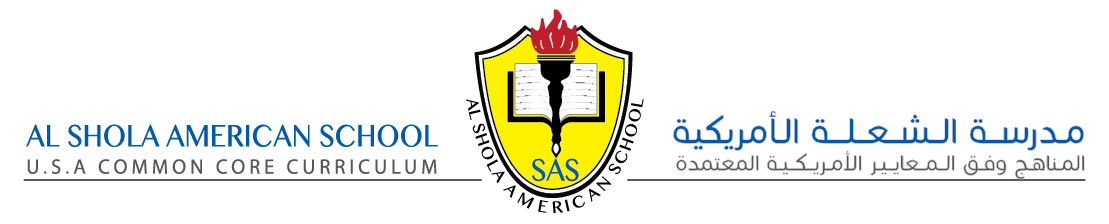 AL SHOLA AMERICAN SCHOOL
U.S.A COMMON CORE CURRICULUM
SAS
AL SHOLA AMERICAN SCHOOL
مدرسة الشعلة الأمريكية
المناهج وفق المعايير الأمريكية المعتمدة